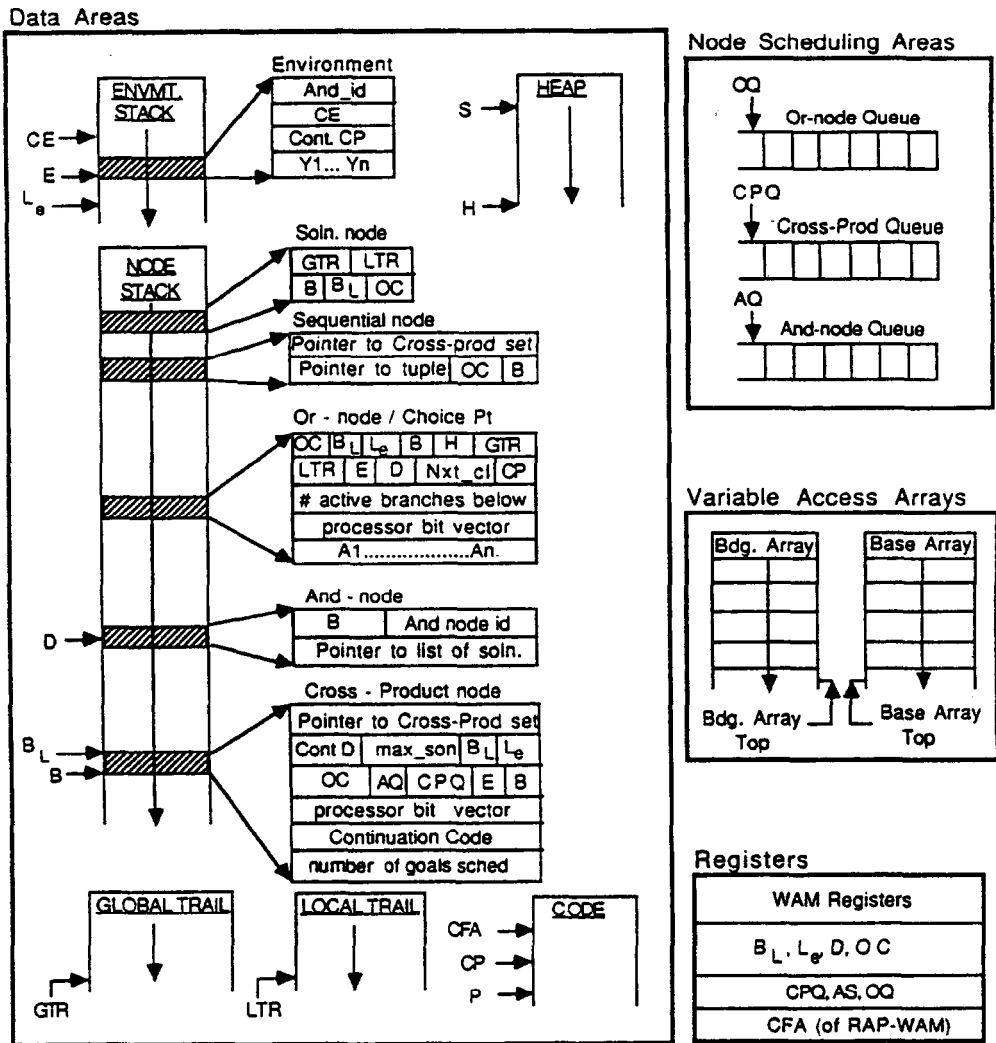 Data Areas
ENVMT.
STACK
CE
E
Le
Environment
And_id
CE
Cont. CP
Y1... Yn
HEAP
S
H
NODE
STACK
Soln. node
GTR LTR
B BL OC
Sequential node
Pointer to Cross-prod set
Pointer to tuple OC B
Or - node / Choice Pt
OC BL Le B H GTR
LTR E D Nxt_cl CP
# active branches below
processor bit vector
A1...................An.
And - node
B And node id
Pointer to list of soln.
D
Cross - Product node
Pointer to Cross-Prod set
Cont D max_son BL Le
OC AQ CPQ E B
processor bit vector
Continuation Code
number of goals sched
BL
B
GLOBAL TRAIL
GTR
LOCAL TRAIL
LTR
CODE
CFA
CP
P
Node Scheduling Areas
OQ
Or-node Queue
CPQ
Cross-Prod Queue
AQ
And-node Queue
Variable Access Arrays
Bdg. Array
Base Array
Bdg. Array
Top
Base Array
Top
Registers
WAM Registers
BL, Le, D, O C
CPQ, AS, OQ
CFA (of RAP-WAM)